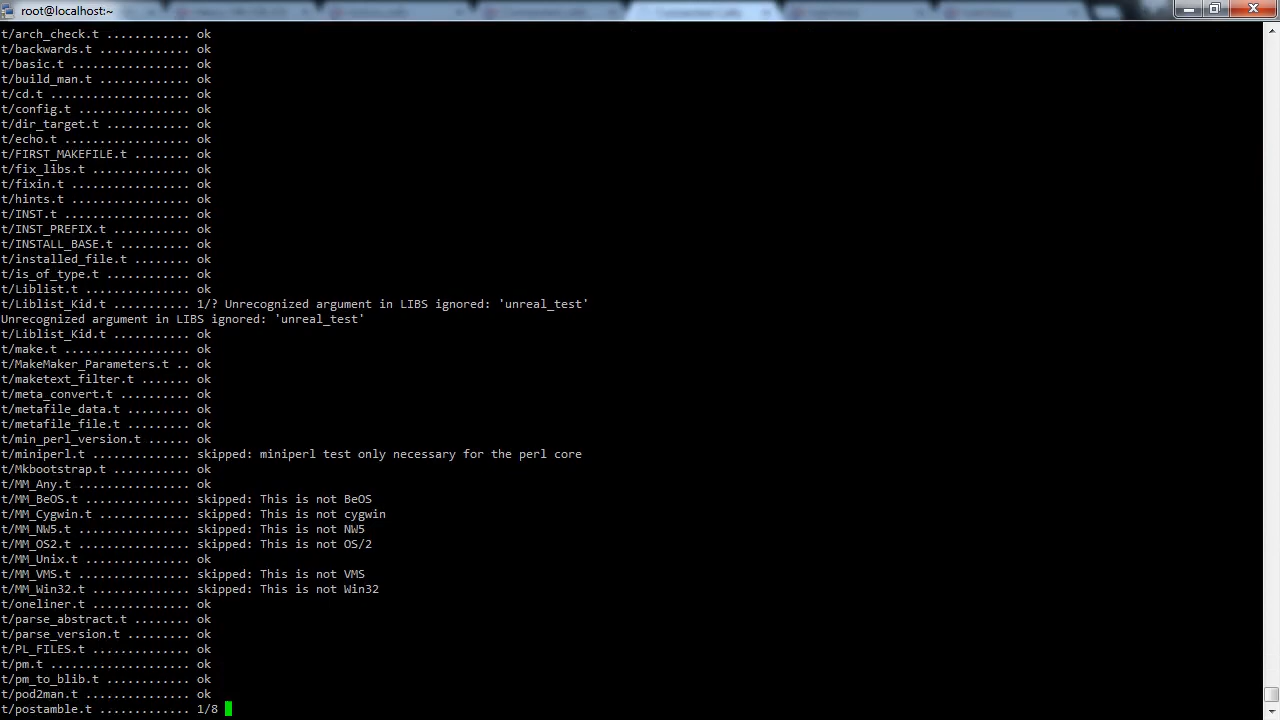 root@localhost:~
t/arch_check.t ............ ok
t/backwards.t ............. ok
t/basic.t ................. ok
t/build_man.t ............. ok
t/cd.t .................... ok
t/config.t ................ ok
t/dir_target.t ............ ok
t/echo.t .................. ok
t/FIRST_MAKEFILE.t ........ ok
t/fix_libs.t .............. ok
t/fixin.t ................. ok
t/hints.t ................. ok
t/INST.t .................. ok
t/INST_PREFIX.t ........... ok
t/INSTALL_BASE.t .......... ok
t/installed_file.t ........ ok
t/is_of_type.t ............ ok
t/Liblist.t ............... ok
t/Liblist_Kid.t ........... 1/? Unrecognized argument in LIBS ignored: 'unreal_test'
Unrecognized argument in LIBS ignored: 'unreal_test'
t/Liblist_Kid.t ........... ok
t/make.t .................. ok
t/MakeMaker_Parameters.t .. ok
t/maketext_filter.t ....... ok
t/meta_convert.t .......... ok
t/metafile_data.t ......... ok
t/metafile_file.t ......... ok
t/min_perl_version.t ...... ok
t/miniperl.t .............. skipped: miniperl test only necessary for the perl core
t/Mkbootstrap.t ........... ok
t/MM_Any.t ................ ok
t/MM_BeOS.t ............... skipped: This is not BeOS
t/MM_Cygwin.t ............. skipped: This is not cygwin
t/MM_NW5.t ................ skipped: This is not NW5
t/MM_OS2.t ................ skipped: This is not OS/2
t/MM_Unix.t ............... ok
t/MM_VMS.t ................ skipped: This is not VMS
t/MM_Win32.t .............. skipped: This is not Win32
t/oneliner.t .............. ok
t/parse_abstract.t ........ ok
t/parse_version.t ......... ok
t/PL_FILES.t .............. ok
t/pm.t .................... ok
t/pm_to_blib.t ............ ok
t/pod2man.t ............... ok
t/postamble.t ............. 1/8